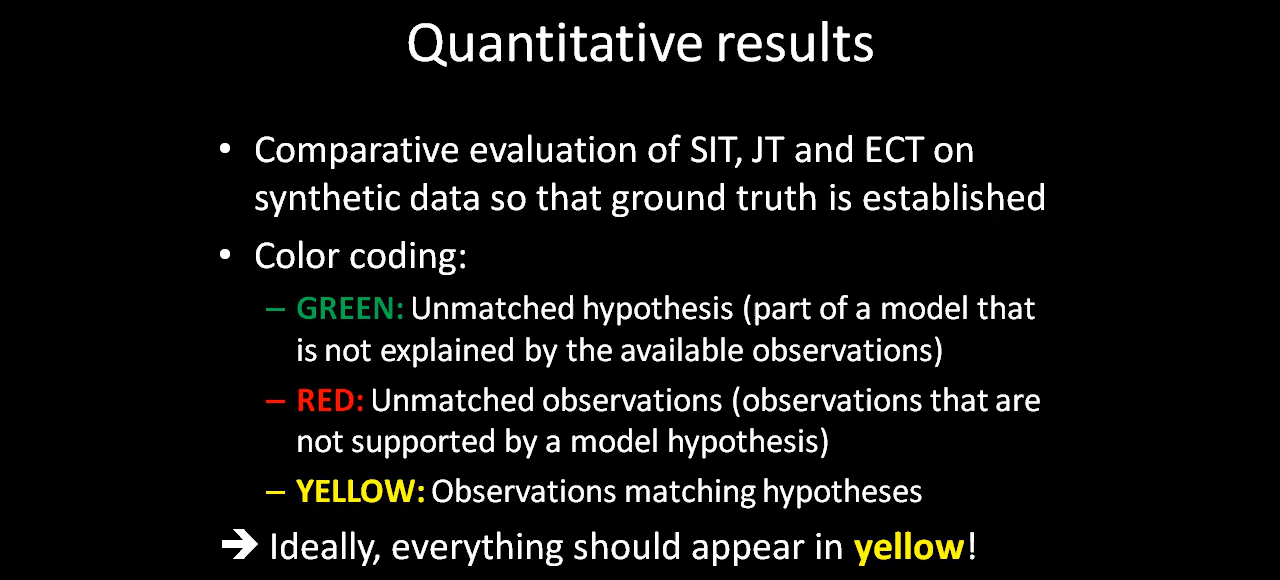 Quantitative results
• Comparative evaluation of SIT, JT and ECT on
synthetic data so that ground truth is established
• Color coding:
– GREEN: Unmatched hypothesis (part of a model that
is not explained by the available observations)
– RED: Unmatched observations (observations that are
not supported by a model hypothesis)
– YELLOW: Observations matching hypotheses
➔ Ideally, everything should appear in yellow!